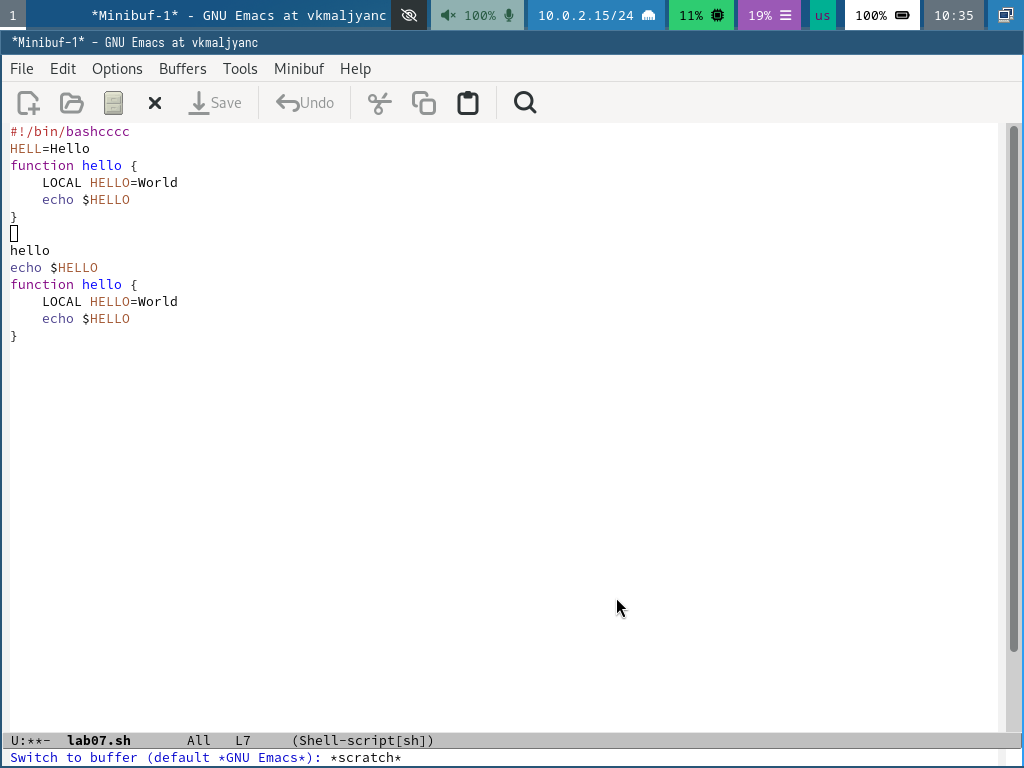 1 *Minibuf-1* - GNU Emacs at vkmaljyanc 100% 10.0.2.15/24 11% 19% us 100% 10:35
*Minibuf-1* - GNU Emacs at vkmaljyanc
File Edit Options Buffers Tools Minibuf Help
Save Undo
#!/bin/bashcccc
HELL=Hello
function hello {
    LOCAL HELLO=World
    echo $HELLO
}
hello
echo $HELLO
function hello {
    LOCAL HELLO=World
    echo $HELLO
}
U:**- lab07.sh All L7 (Shell-script[sh])
Switch to buffer (default *GNU Emacs*): *scratch*